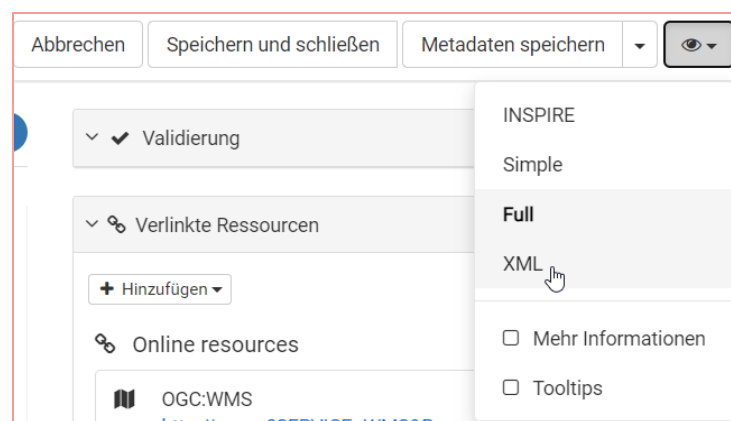 Abbrechen
Speichern und schließen
Metadaten speichern
Validierung
Verlinkte Ressourcen
Hinzufügen
Online resources
OGC:WMS
INSPIRE
Simple
Full
XML
Mehr Informationen
Tooltips